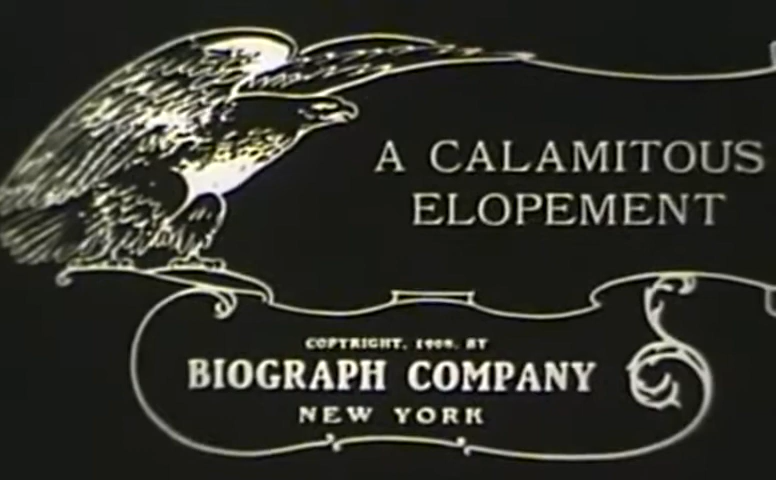 A CALAMITOUS
ELOPEMENT
COPYRIGHT, BY
BIOGRAPH COMPANY
NEW YORK